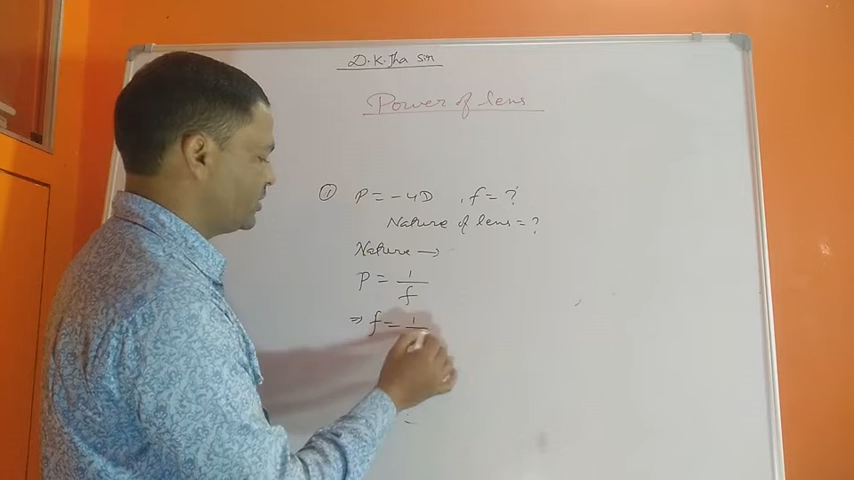 D.K.Jha sir
Power of lens
① P = -4D , f = ?
Nature of lens = ?
Nature →
P = 1/f
⇒ f = 1